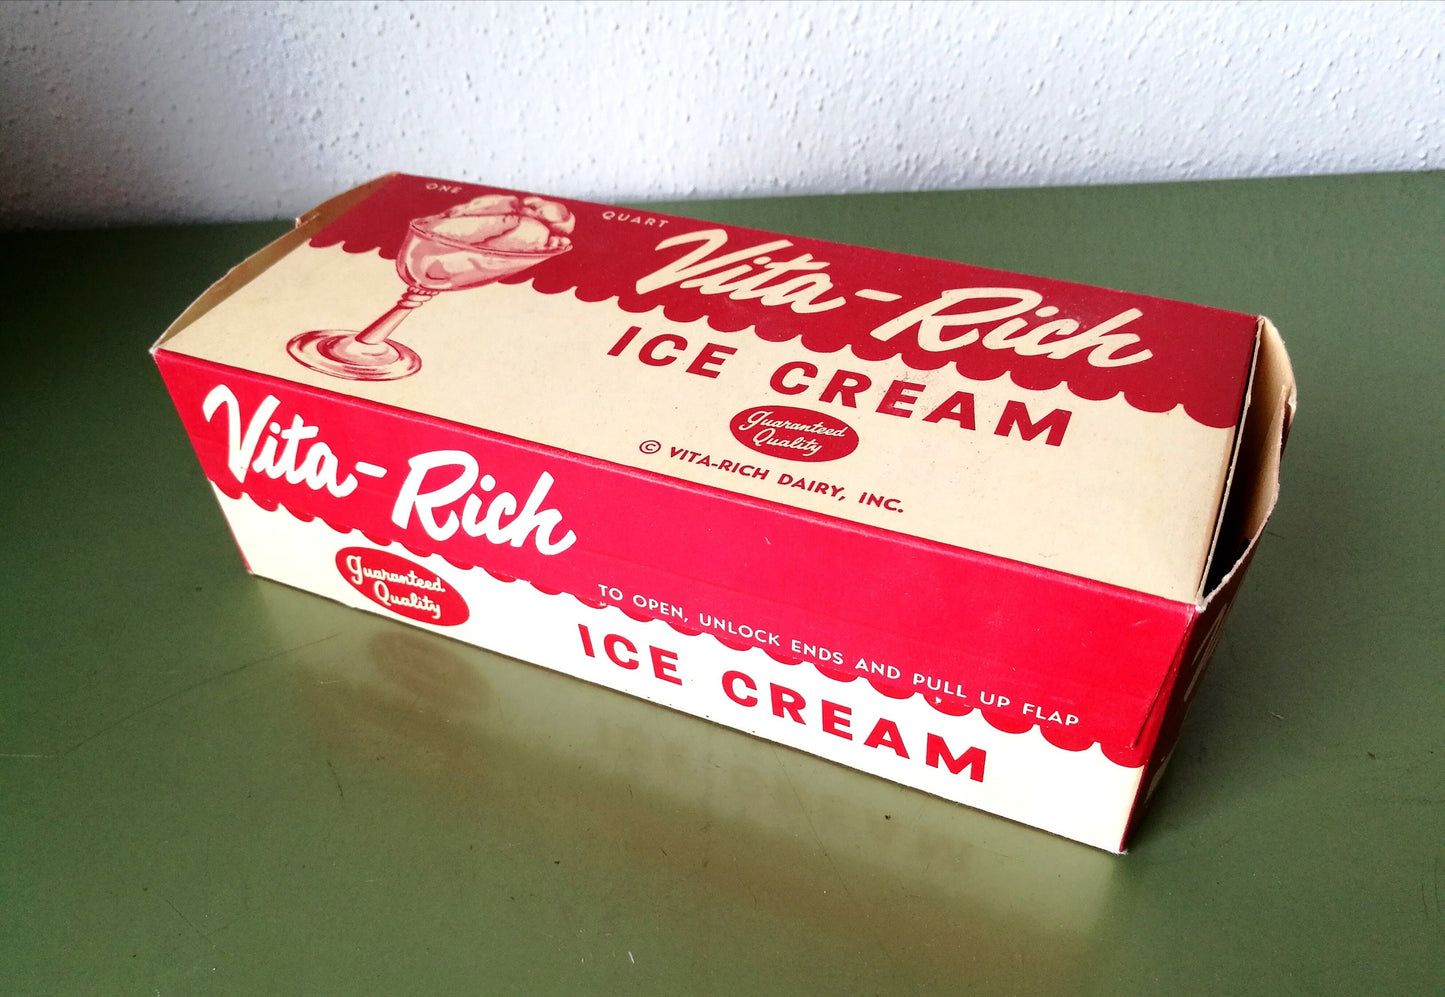 ONE QUART
Vita-Rich
ICE CREAM
Guaranteed
Quality
© VITA-RICH DAIRY, INC.
Vita-Rich
Guaranteed
Quality
TO OPEN, UNLOCK ENDS AND PULL UP FLAP
ICE CREAM